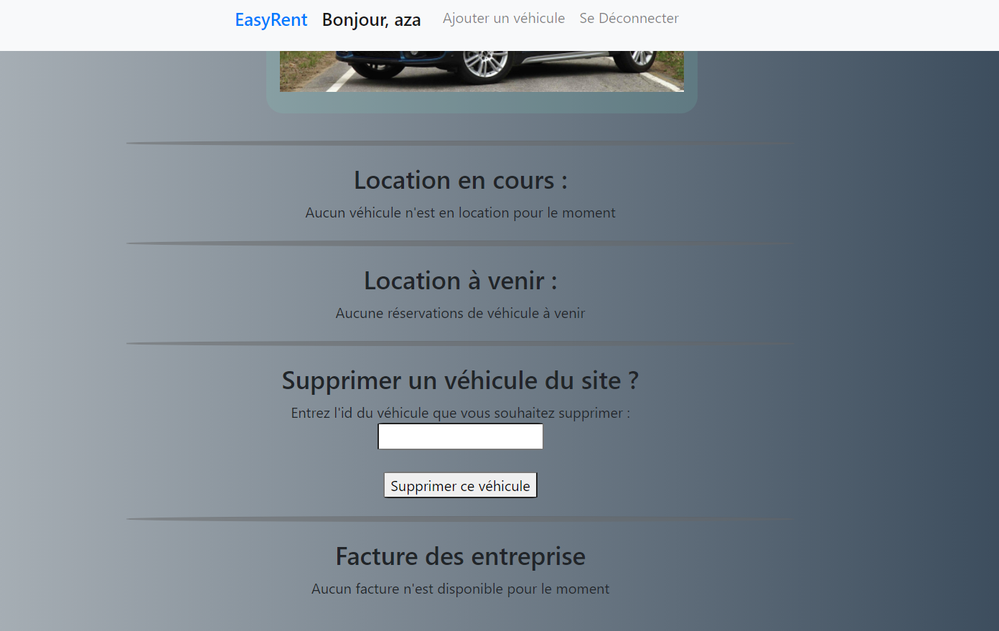 EasyRent Bonjour, aza Ajouter un véhicule Se Déconnecter
Location en cours :
Aucun véhicule n'est en location pour le moment
Location à venir :
Aucune réservations de véhicule à venir
Supprimer un véhicule du site ?
Entrez l'id du véhicule que vous souhaitez supprimer :
Supprimer ce véhicule
Facture des entreprise
Aucun facture n'est disponible pour le moment